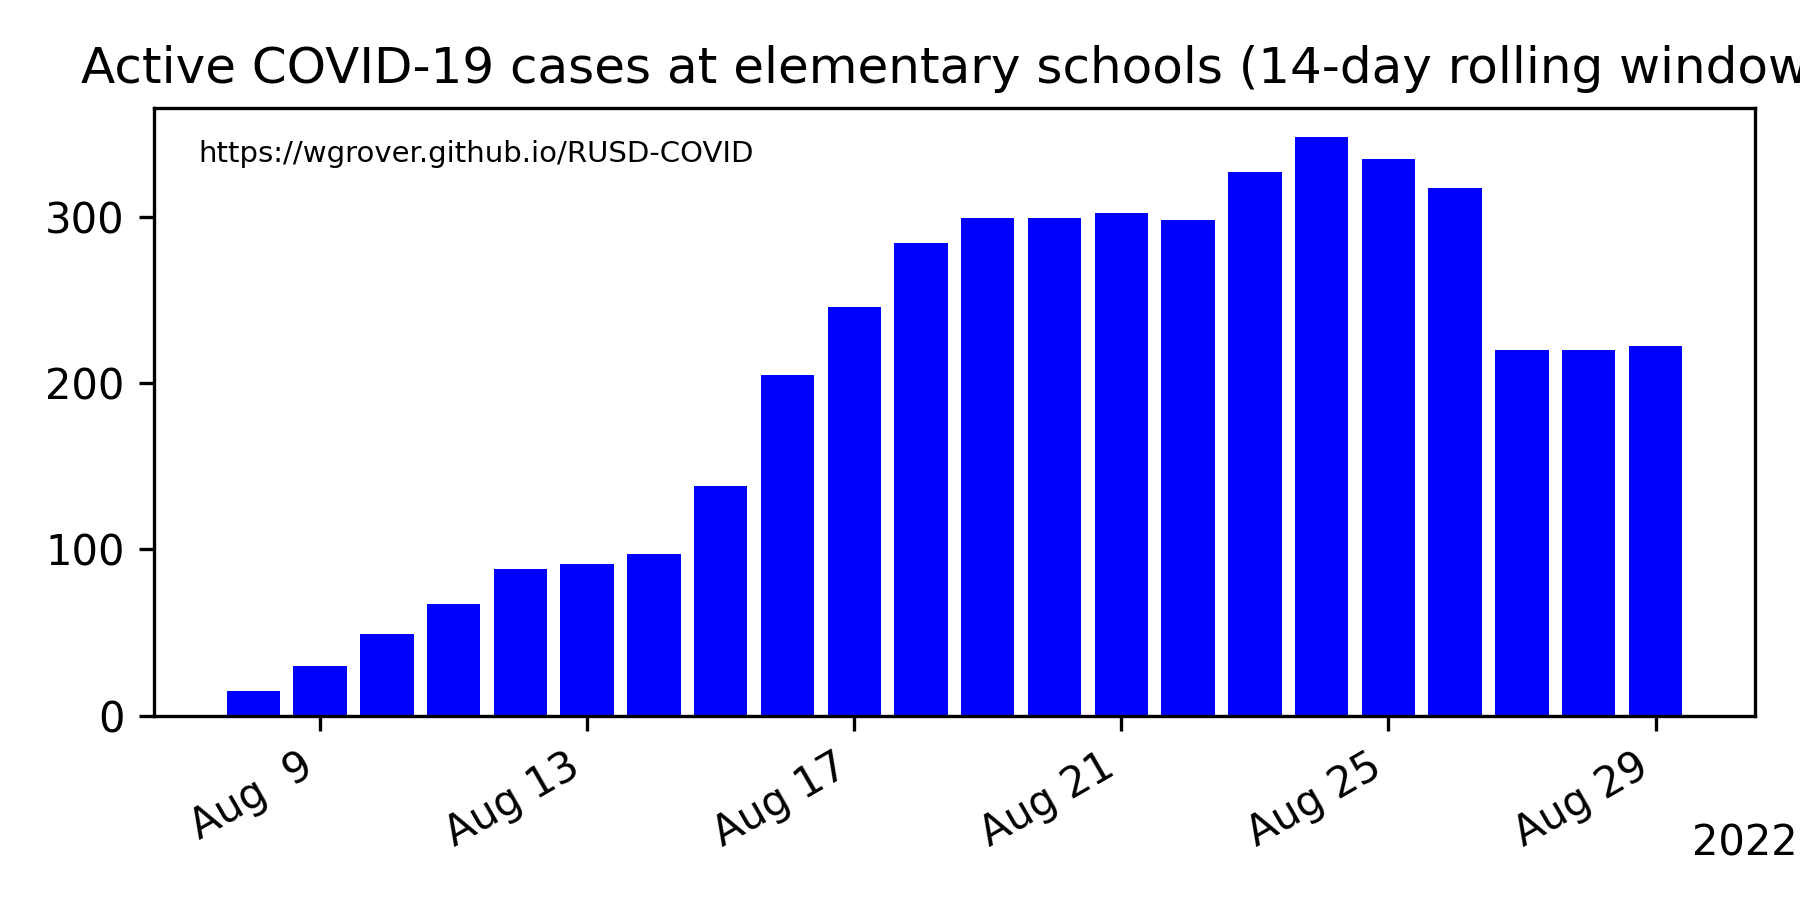 Active COVID-19 cases at elementary schools (14-day rolling window
https://wgrover.github.io/RUSD-COVID
300
200
100
0
Aug 9
Aug 13
Aug 17
Aug 21
Aug 25
Aug 29
2022